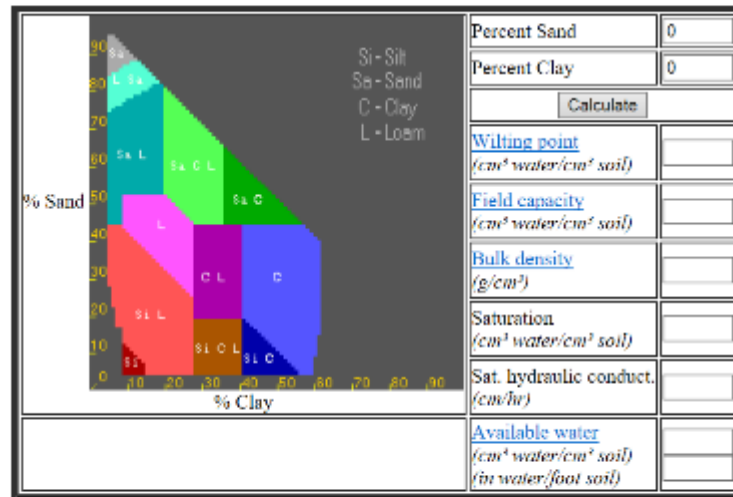 % Sand
90
80
70
60
50
40
30
20
10
0
Sa
L Sa
Sa L
Sa C L
Sa C
L
C L
C
Si L
Si
Si C L
Si C
Si - Silt
Sa - Sand
C - Clay
L - Loam
10 20 30 40 50 60 70 80 90
% Clay
Percent Sand 0
Percent Clay 0
Calculate
Wilting point
(cm³ water/cm³ soil)
Field capacity
(cm³ water/cm³ soil)
Bulk density
(g/cm³)
Saturation
(cm³ water/cm³ soil)
Sat. hydraulic conduct.
(cm/hr)
Available water
(cm³ water/cm³ soil)
(in water/foot soil)